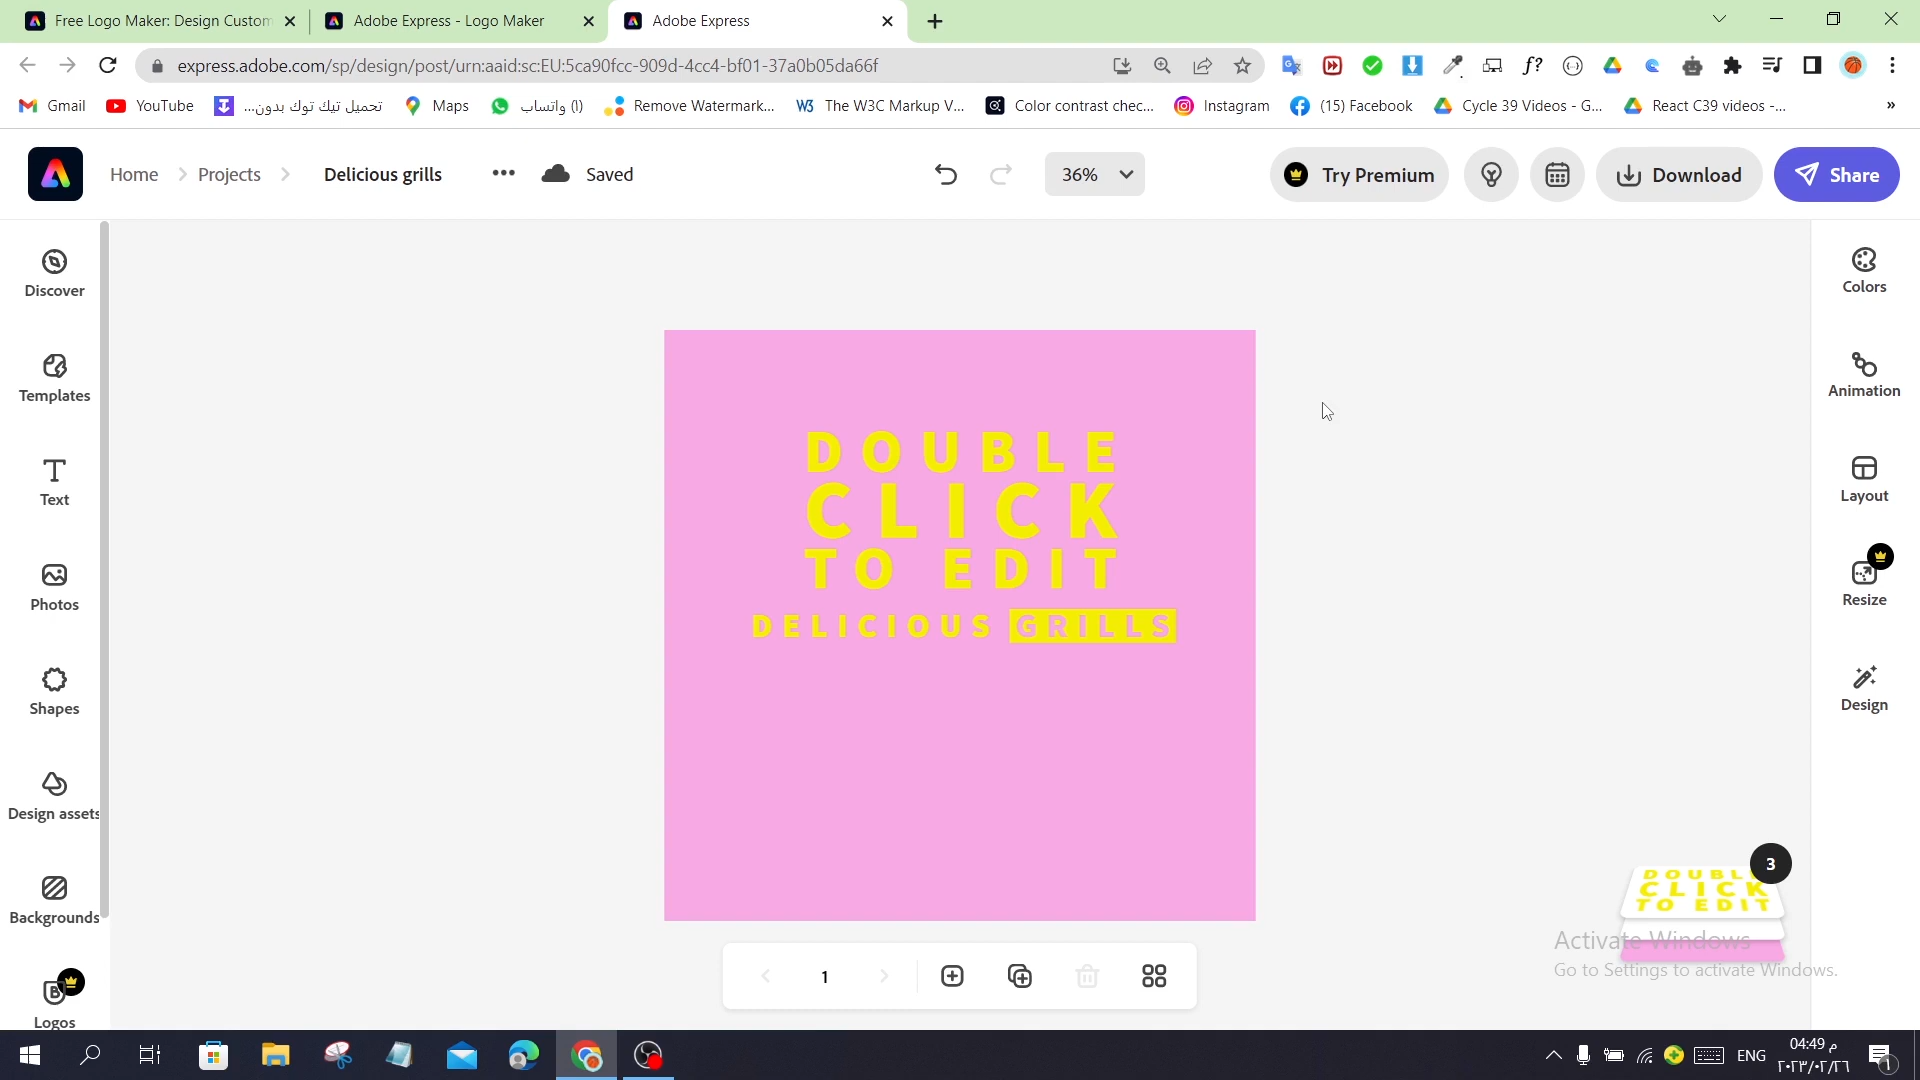 Free Logo Maker: Design Custom
Adobe Express - Logo Maker
Adobe Express
express.adobe.com/sp/design/post/urn:aaid:sc:EU:5ca90fcc-909d-4cc4-bf01-37a0b05da66f
Gmail
YouTube
تحميل تيك توك بدون...
Maps
(1) واتساب
Remove Watermark...
The W3C Markup V...
Color contrast chec...
Instagram
(15) Facebook
Cycle 39 Videos - G...
React C39 videos -...
»
Home
Projects
Delicious grills
Saved
36%
Try Premium
Download
Share
Discover
Templates
Text
Photos
Shapes
Design assets
Backgrounds
Logos
DOUBLE
CLICK
TO EDIT
DELICIOUS GRILLS
Colors
Animation
Layout
Resize
Design
3
DOUBLE
CLICK
TO EDIT
Activate Windows
Go to Settings to activate Windows.
1
ENG
04:49 م
٢٠٢٣/٠٢/٢٦
١